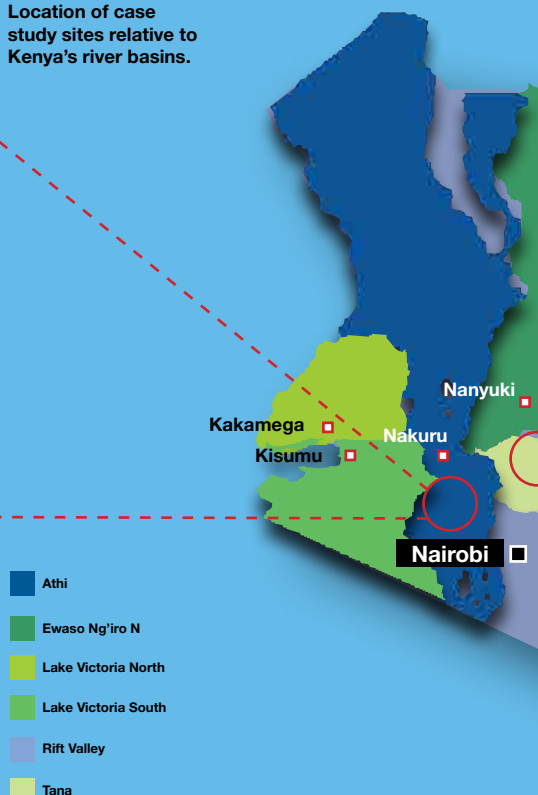 Location of case
study sites relative to
Kenya's river basins.
Nanyuki
Kakamega
Nakuru
Kisumu
Nairobi
Athi
Ewaso Ng'iro N
Lake Victoria North
Lake Victoria South
Rift Valley
Tana